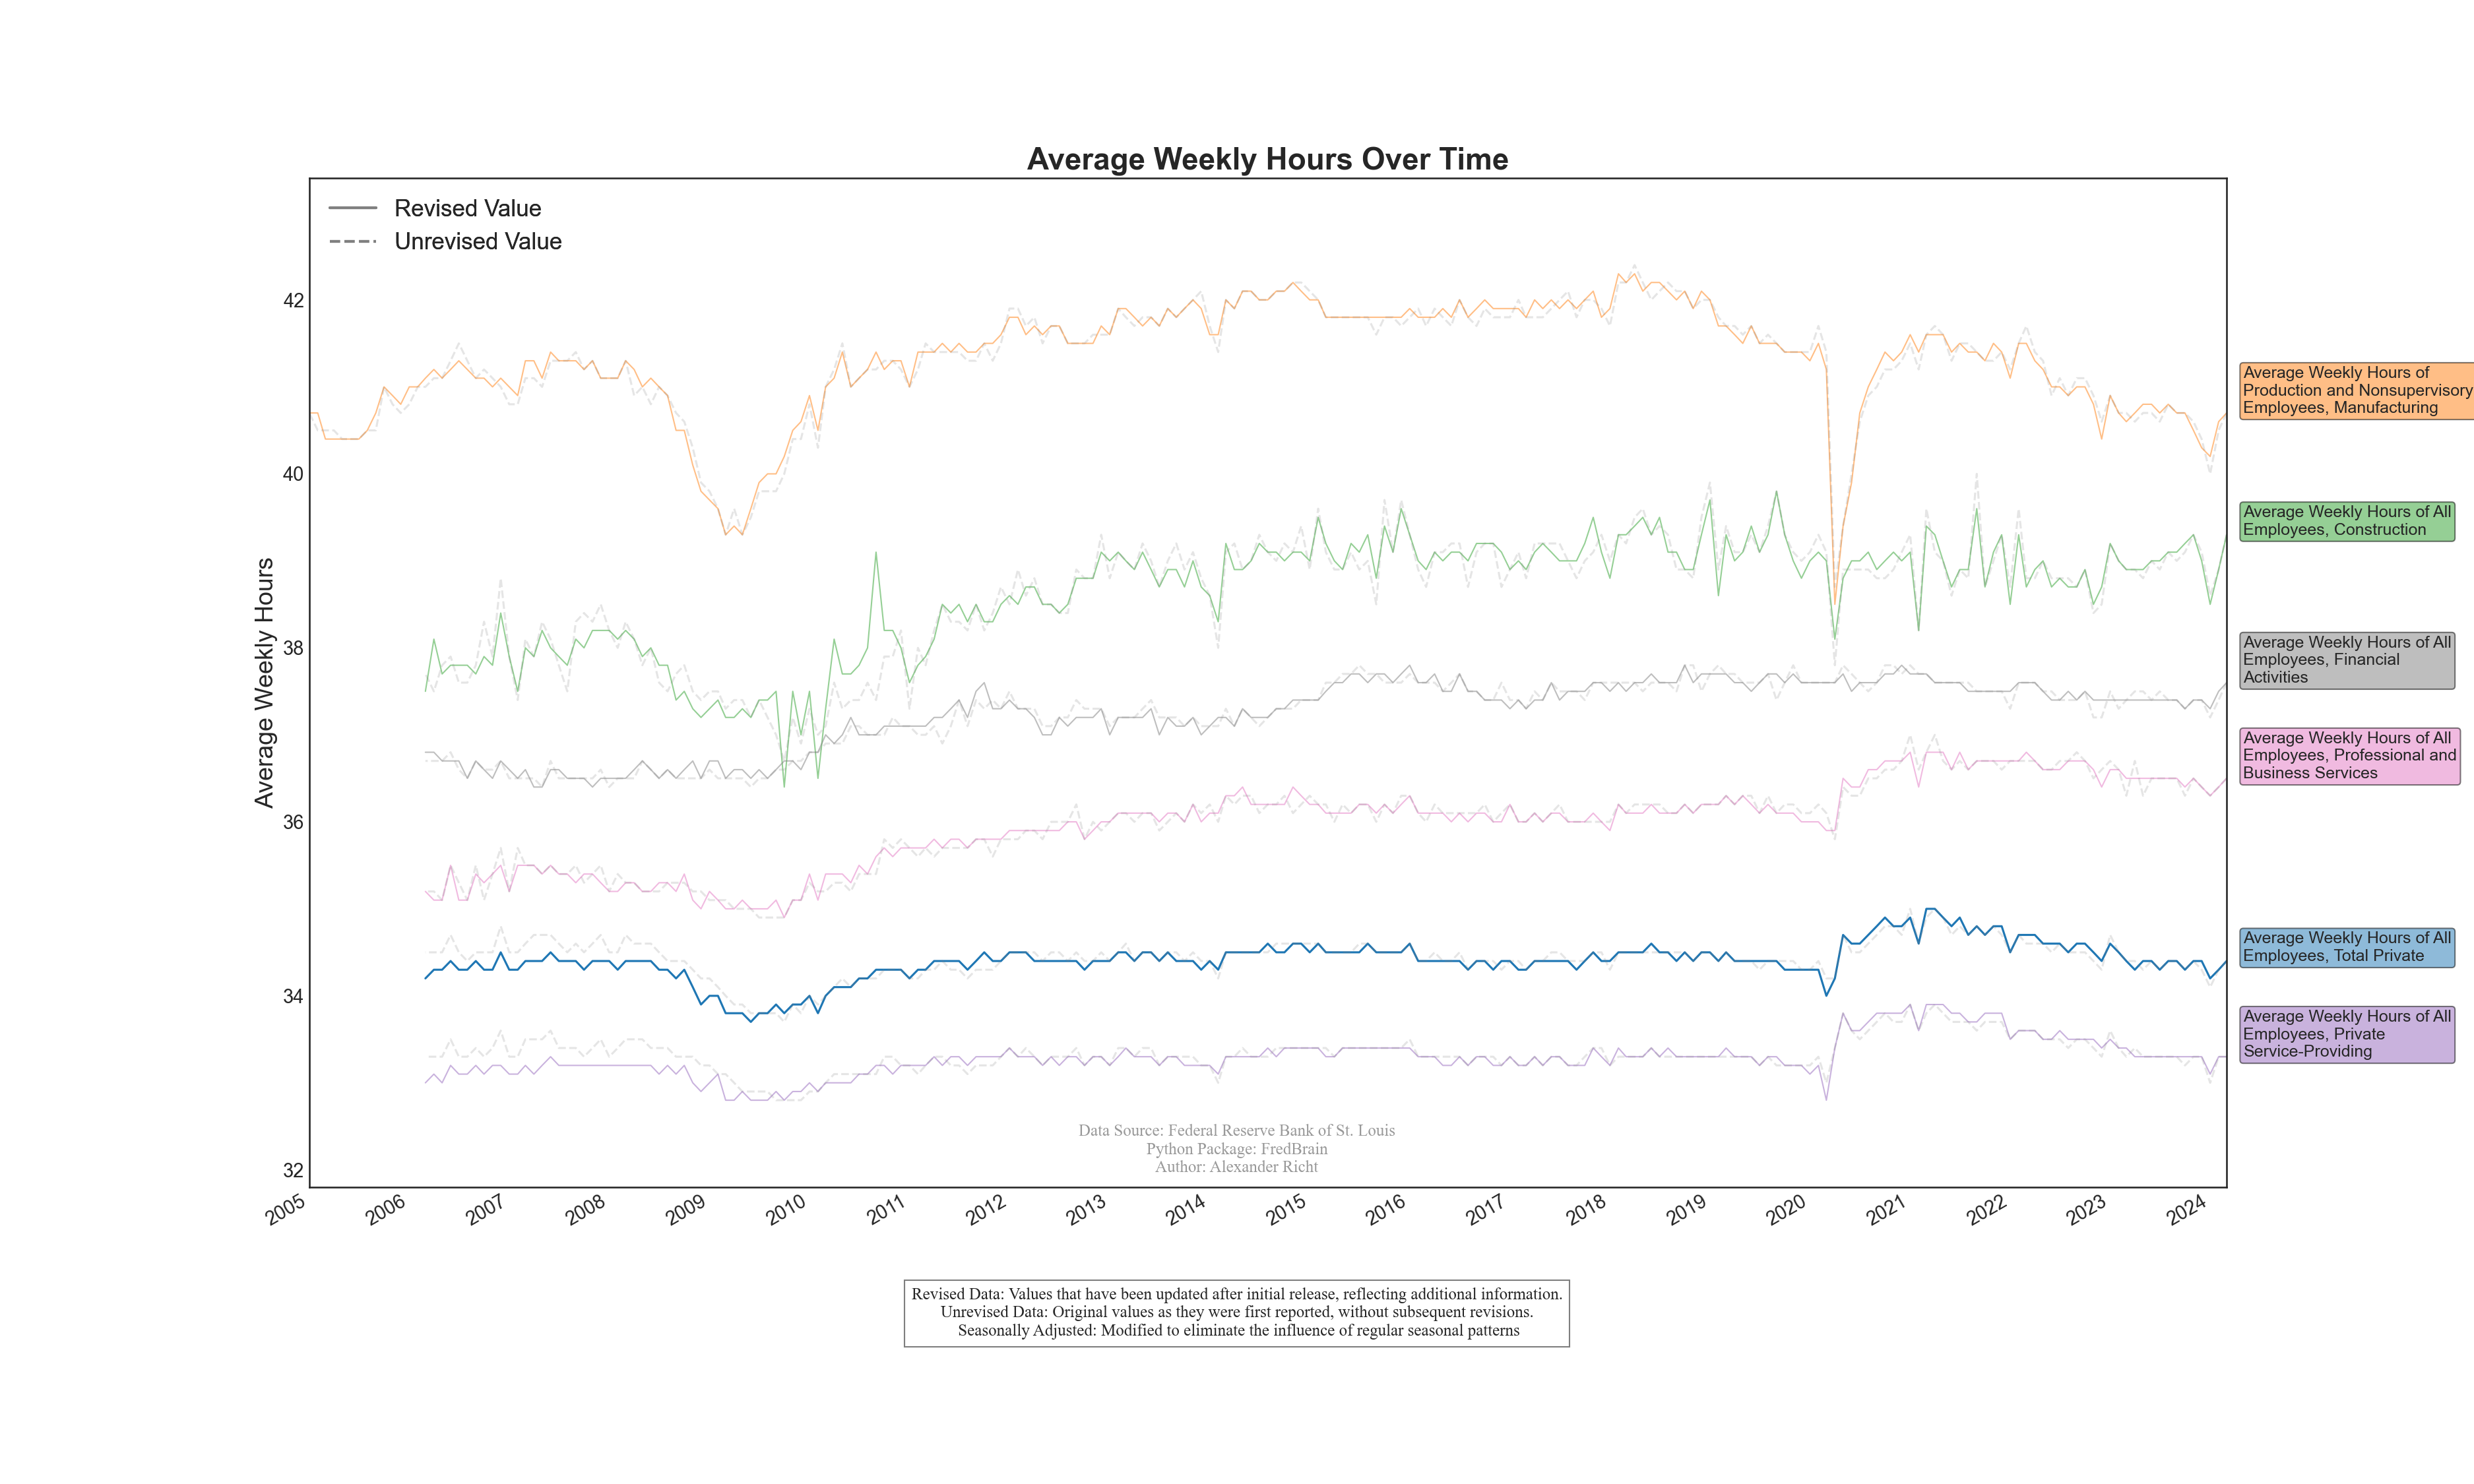 Average Weekly Hours Over Time
Revised Value
Unrevised Value
Average Weekly Hours
42
40
38
36
34
32
2005
2006
2007
2008
2009
2010
2011
2012
2013
2014
2015
2016
2017
2018
2019
2020
2021
2022
2023
2024
Average Weekly Hours of
Production and Nonsupervisory
Employees, Manufacturing
Average Weekly Hours of All
Employees, Construction
Average Weekly Hours of All
Employees, Financial
Activities
Average Weekly Hours of All
Employees, Professional and
Business Services
Average Weekly Hours of All
Employees, Total Private
Average Weekly Hours of All
Employees, Private
Service-Providing
Data Source: Federal Reserve Bank of St. Louis
Python Package: FredBrain
Author: Alexander Richt
Revised Data: Values that have been updated after initial release, reflecting additional information.
Unrevised Data: Original values as they were first reported, without subsequent revisions.
Seasonally Adjusted: Modified to eliminate the influence of regular seasonal patterns